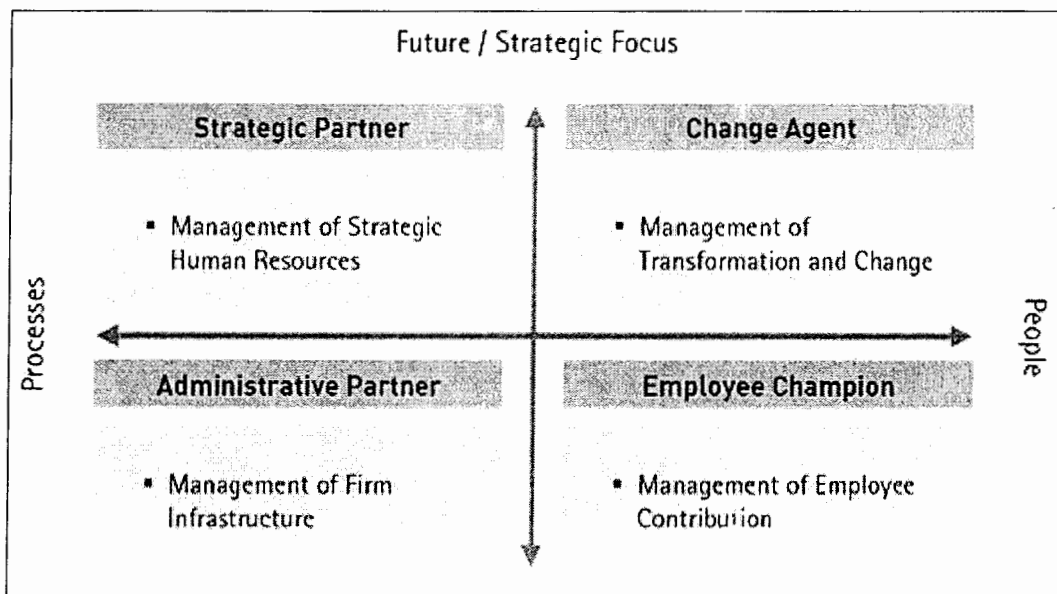 Future / Strategic Focus
Strategic Partner
Change Agent
▪ Management of Strategic
Human Resources
▪ Management of
Transformation and Change
Processes
People
Administrative Partner
Employee Champion
▪ Management of Firm
Infrastructure
▪ Management of Employee
Contribution